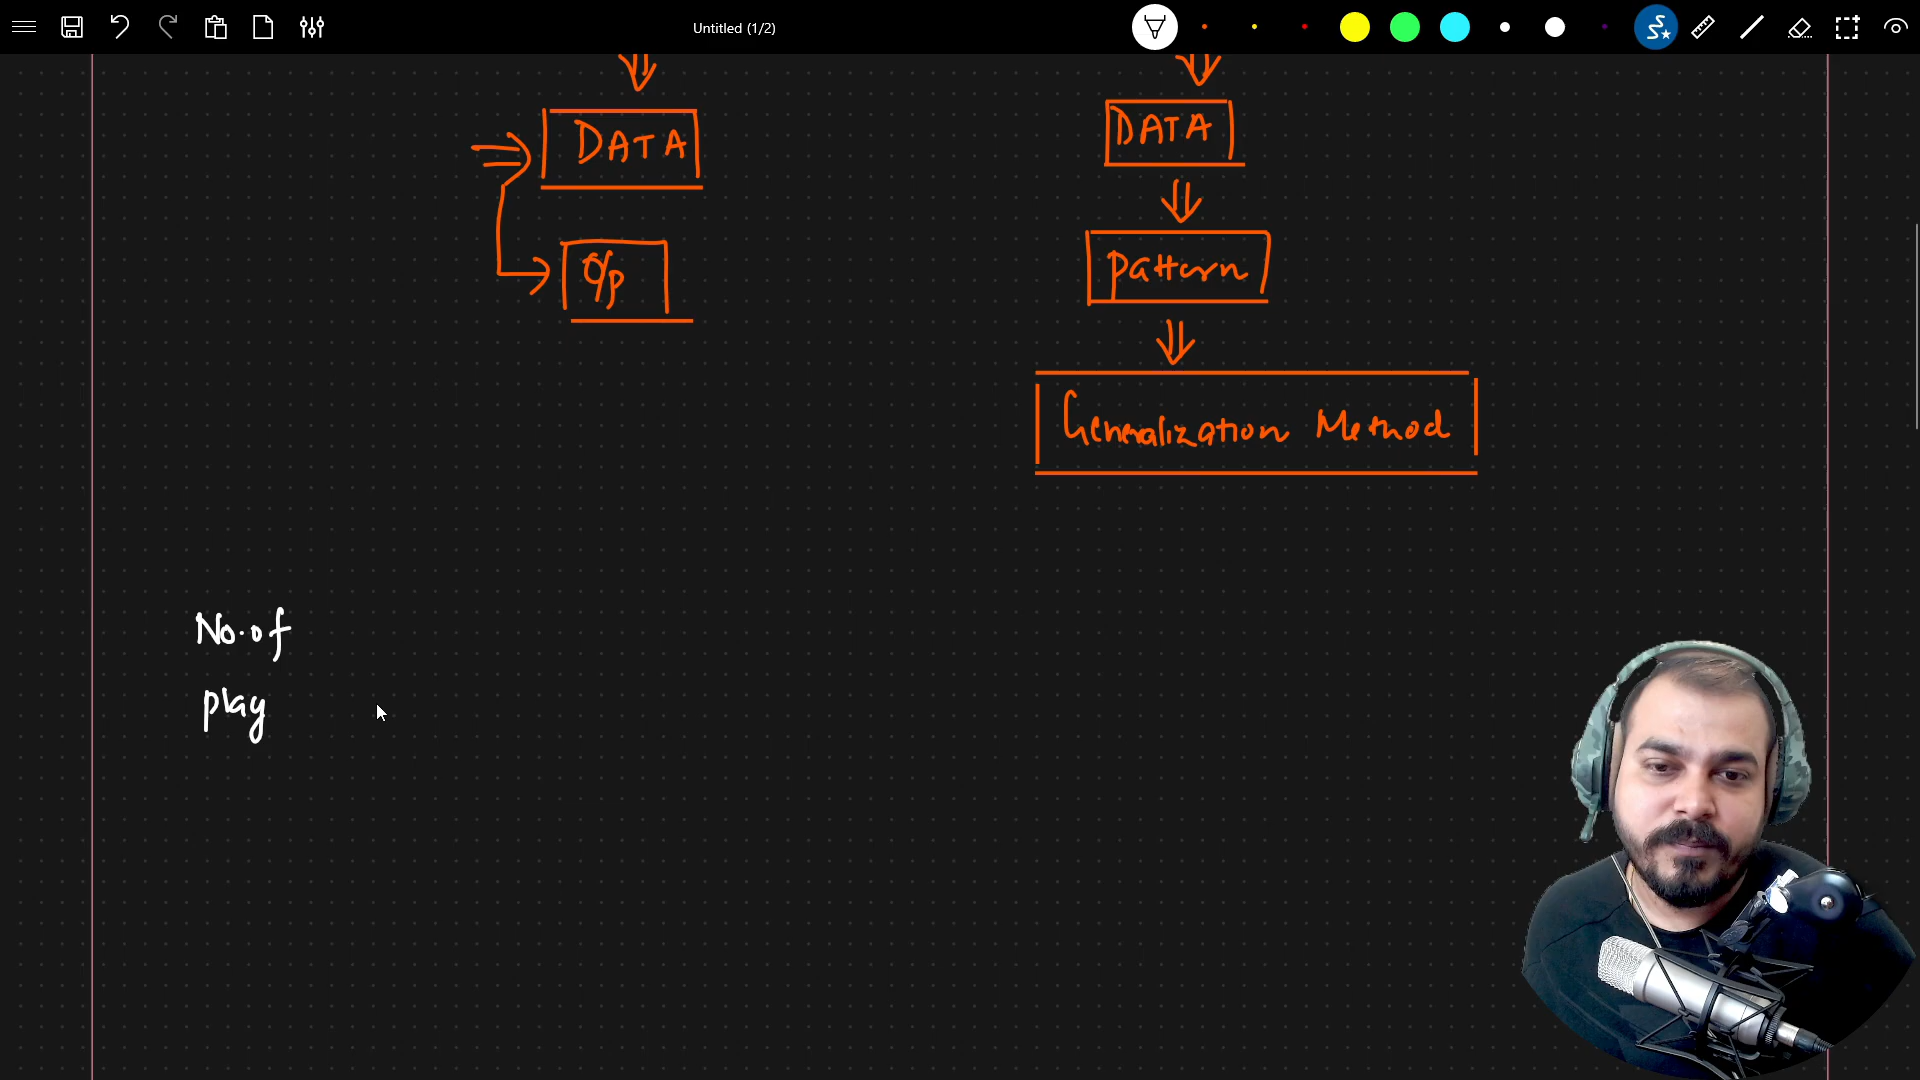 Untitled (1/2)
DATA
O/p
DATA
pattern
Generalization Method
No. of
play